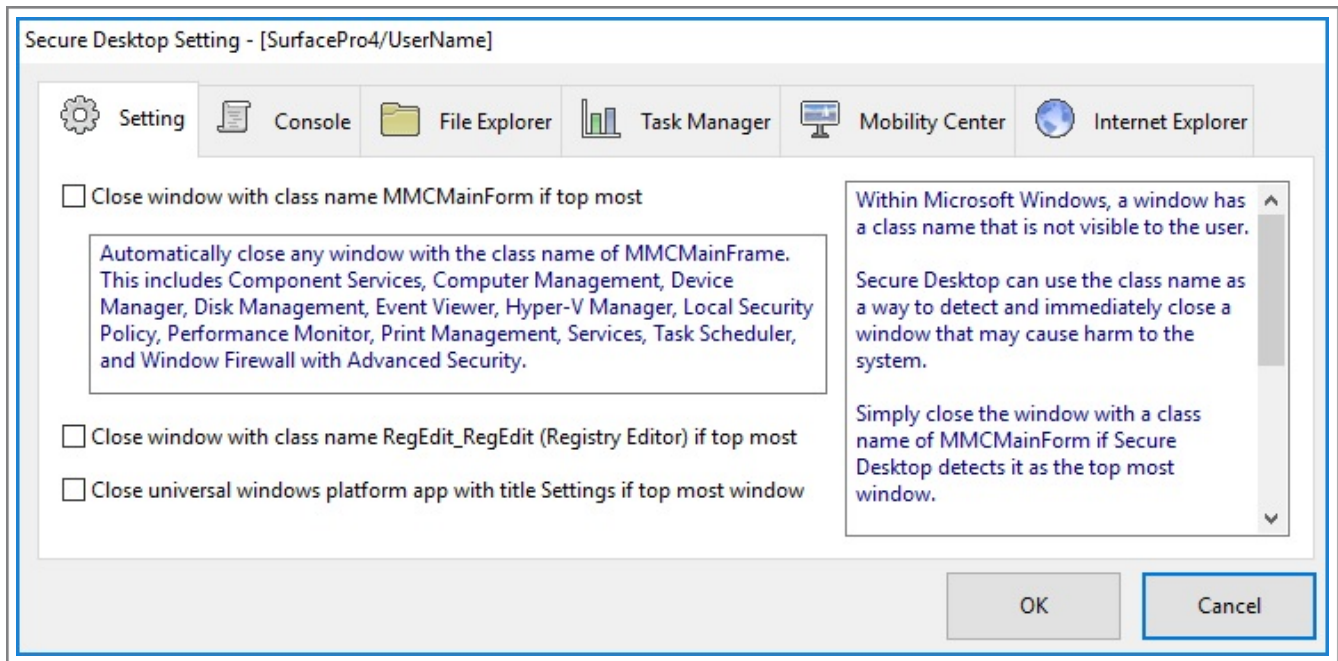 Secure Desktop Setting - [SurfacePro4/UserName]
Setting
Console
File Explorer
Task Manager
Mobility Center
Internet Explorer
Close window with class name MMCMainForm if top most
Automatically close any window with the class name of MMCMainFrame.
This includes Component Services, Computer Management, Device
Manager, Disk Management, Event Viewer, Hyper-V Manager, Local Security
Policy, Performance Monitor, Print Management, Services, Task Scheduler,
and Window Firewall with Advanced Security.
Close window with class name RegEdit_RegEdit (Registry Editor) if top most
Close universal windows platform app with title Settings if top most window
Within Microsoft Windows, a window has
a class name that is not visible to the user.
Secure Desktop can use the class name as
a way to detect and immediately close a
window that may cause harm to the
system.
Simply close the window with a class
name of MMCMainForm if Secure
Desktop detects it as the top most
window.
OK
Cancel